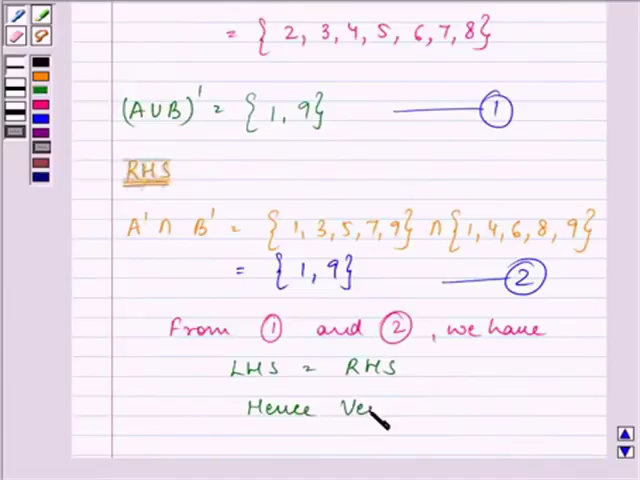 = { 2, 3, 4, 5, 6, 7, 8}
(A∪B)' = { 1, 9} ——— 1
RHS
A' ∩ B' = { 1, 3, 5, 7, 9} ∩ {1, 4, 6, 8, 9}
= { 1, 9} ——— 2
From 1 and 2, we have
LHS = RHS
Hence Ve